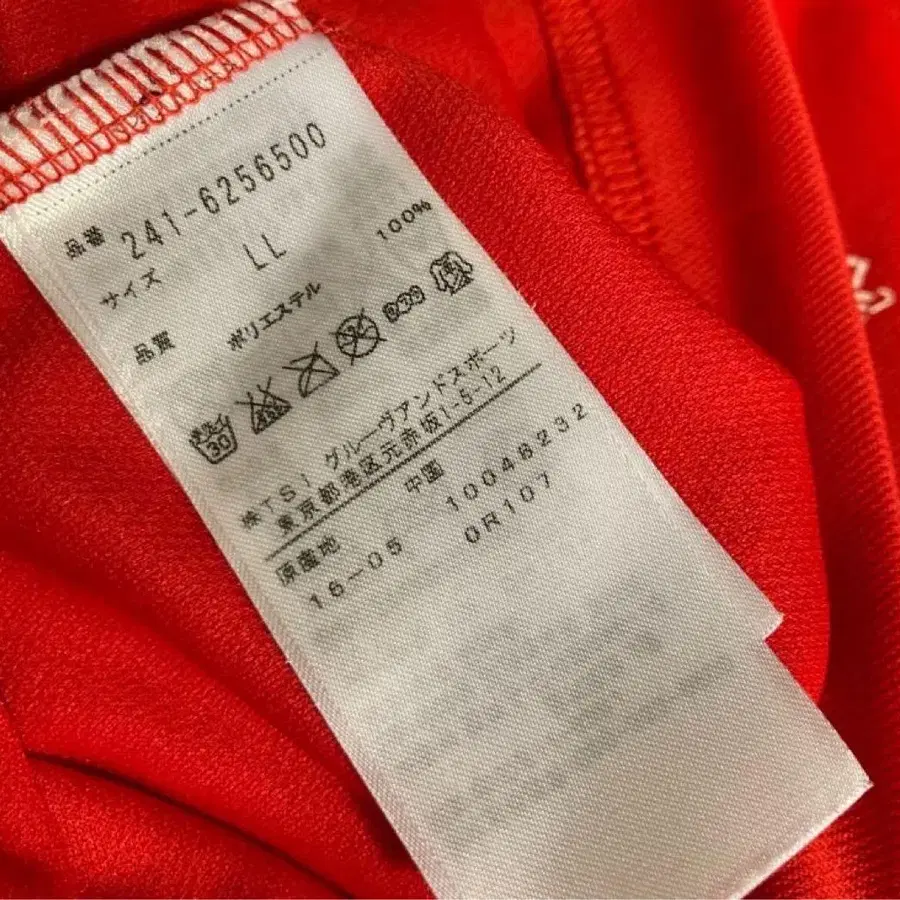 品番 241-6256500
サイズ LL
品質 ポリエステル 100%
30
㈱TSI グルーヴアンドスポーツ
東京都港区元赤坂1-5-12
原産地 中国 10048232
16-05 0R107